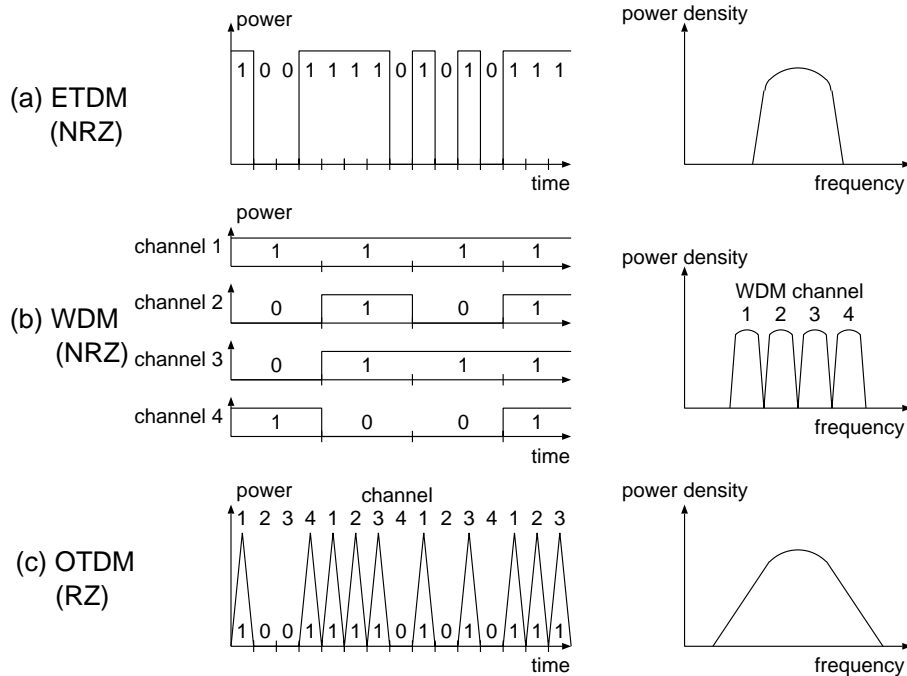 power
power density
1 0 0 1 1 1 1 0 1 0 1 0 1 1 1
(a) ETDM
(NRZ)
time
frequency
power
channel 1
1 1 1 1
power density
channel 2
0 1 0 1
WDM channel
1 2 3 4
(b) WDM
(NRZ)
channel 3
0 1 1 1
channel 4
1 0 0 1
time
frequency
power
channel
power density
1 2 3 4 1 2 3 4 1 2 3 4 1 2 3
(c) OTDM
(RZ)
1 0 0 1 1 1 1 0 1 0 1 0 1 1 1
time
frequency